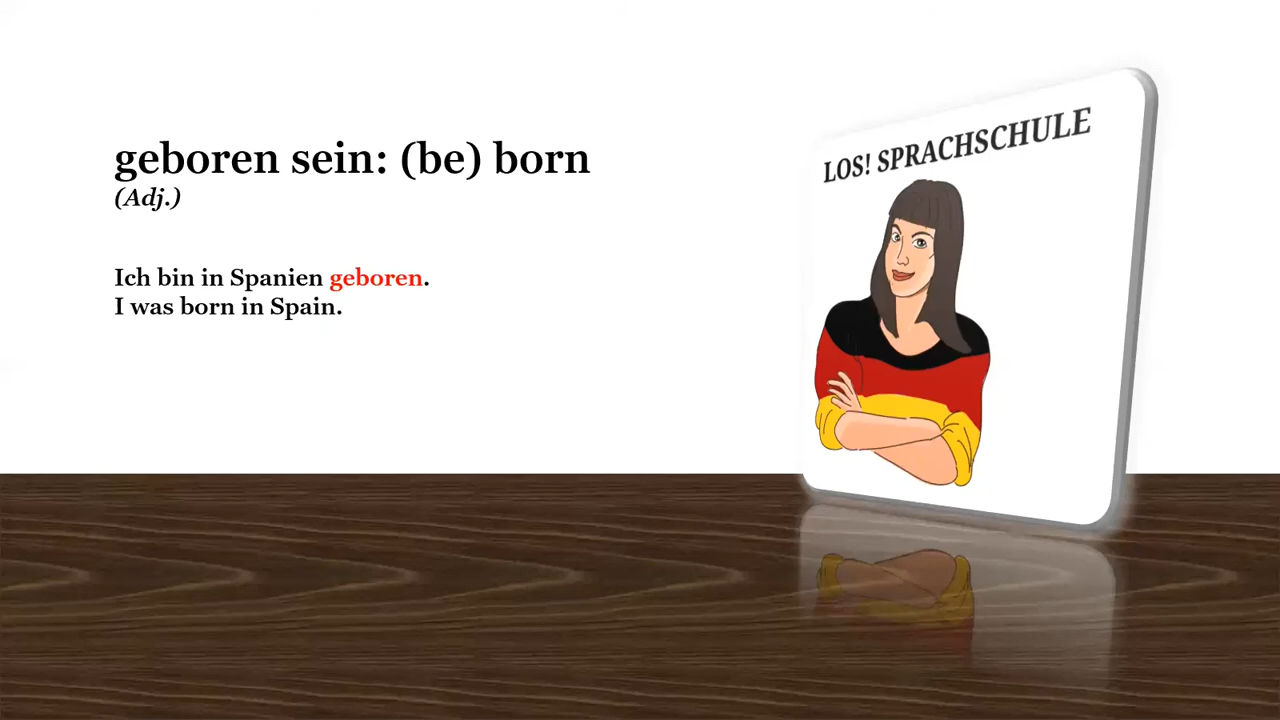 geboren sein: (be) born
(Adj.)
Ich bin in Spanien geboren.
I was born in Spain.
LOS! SPRACHSCHULE